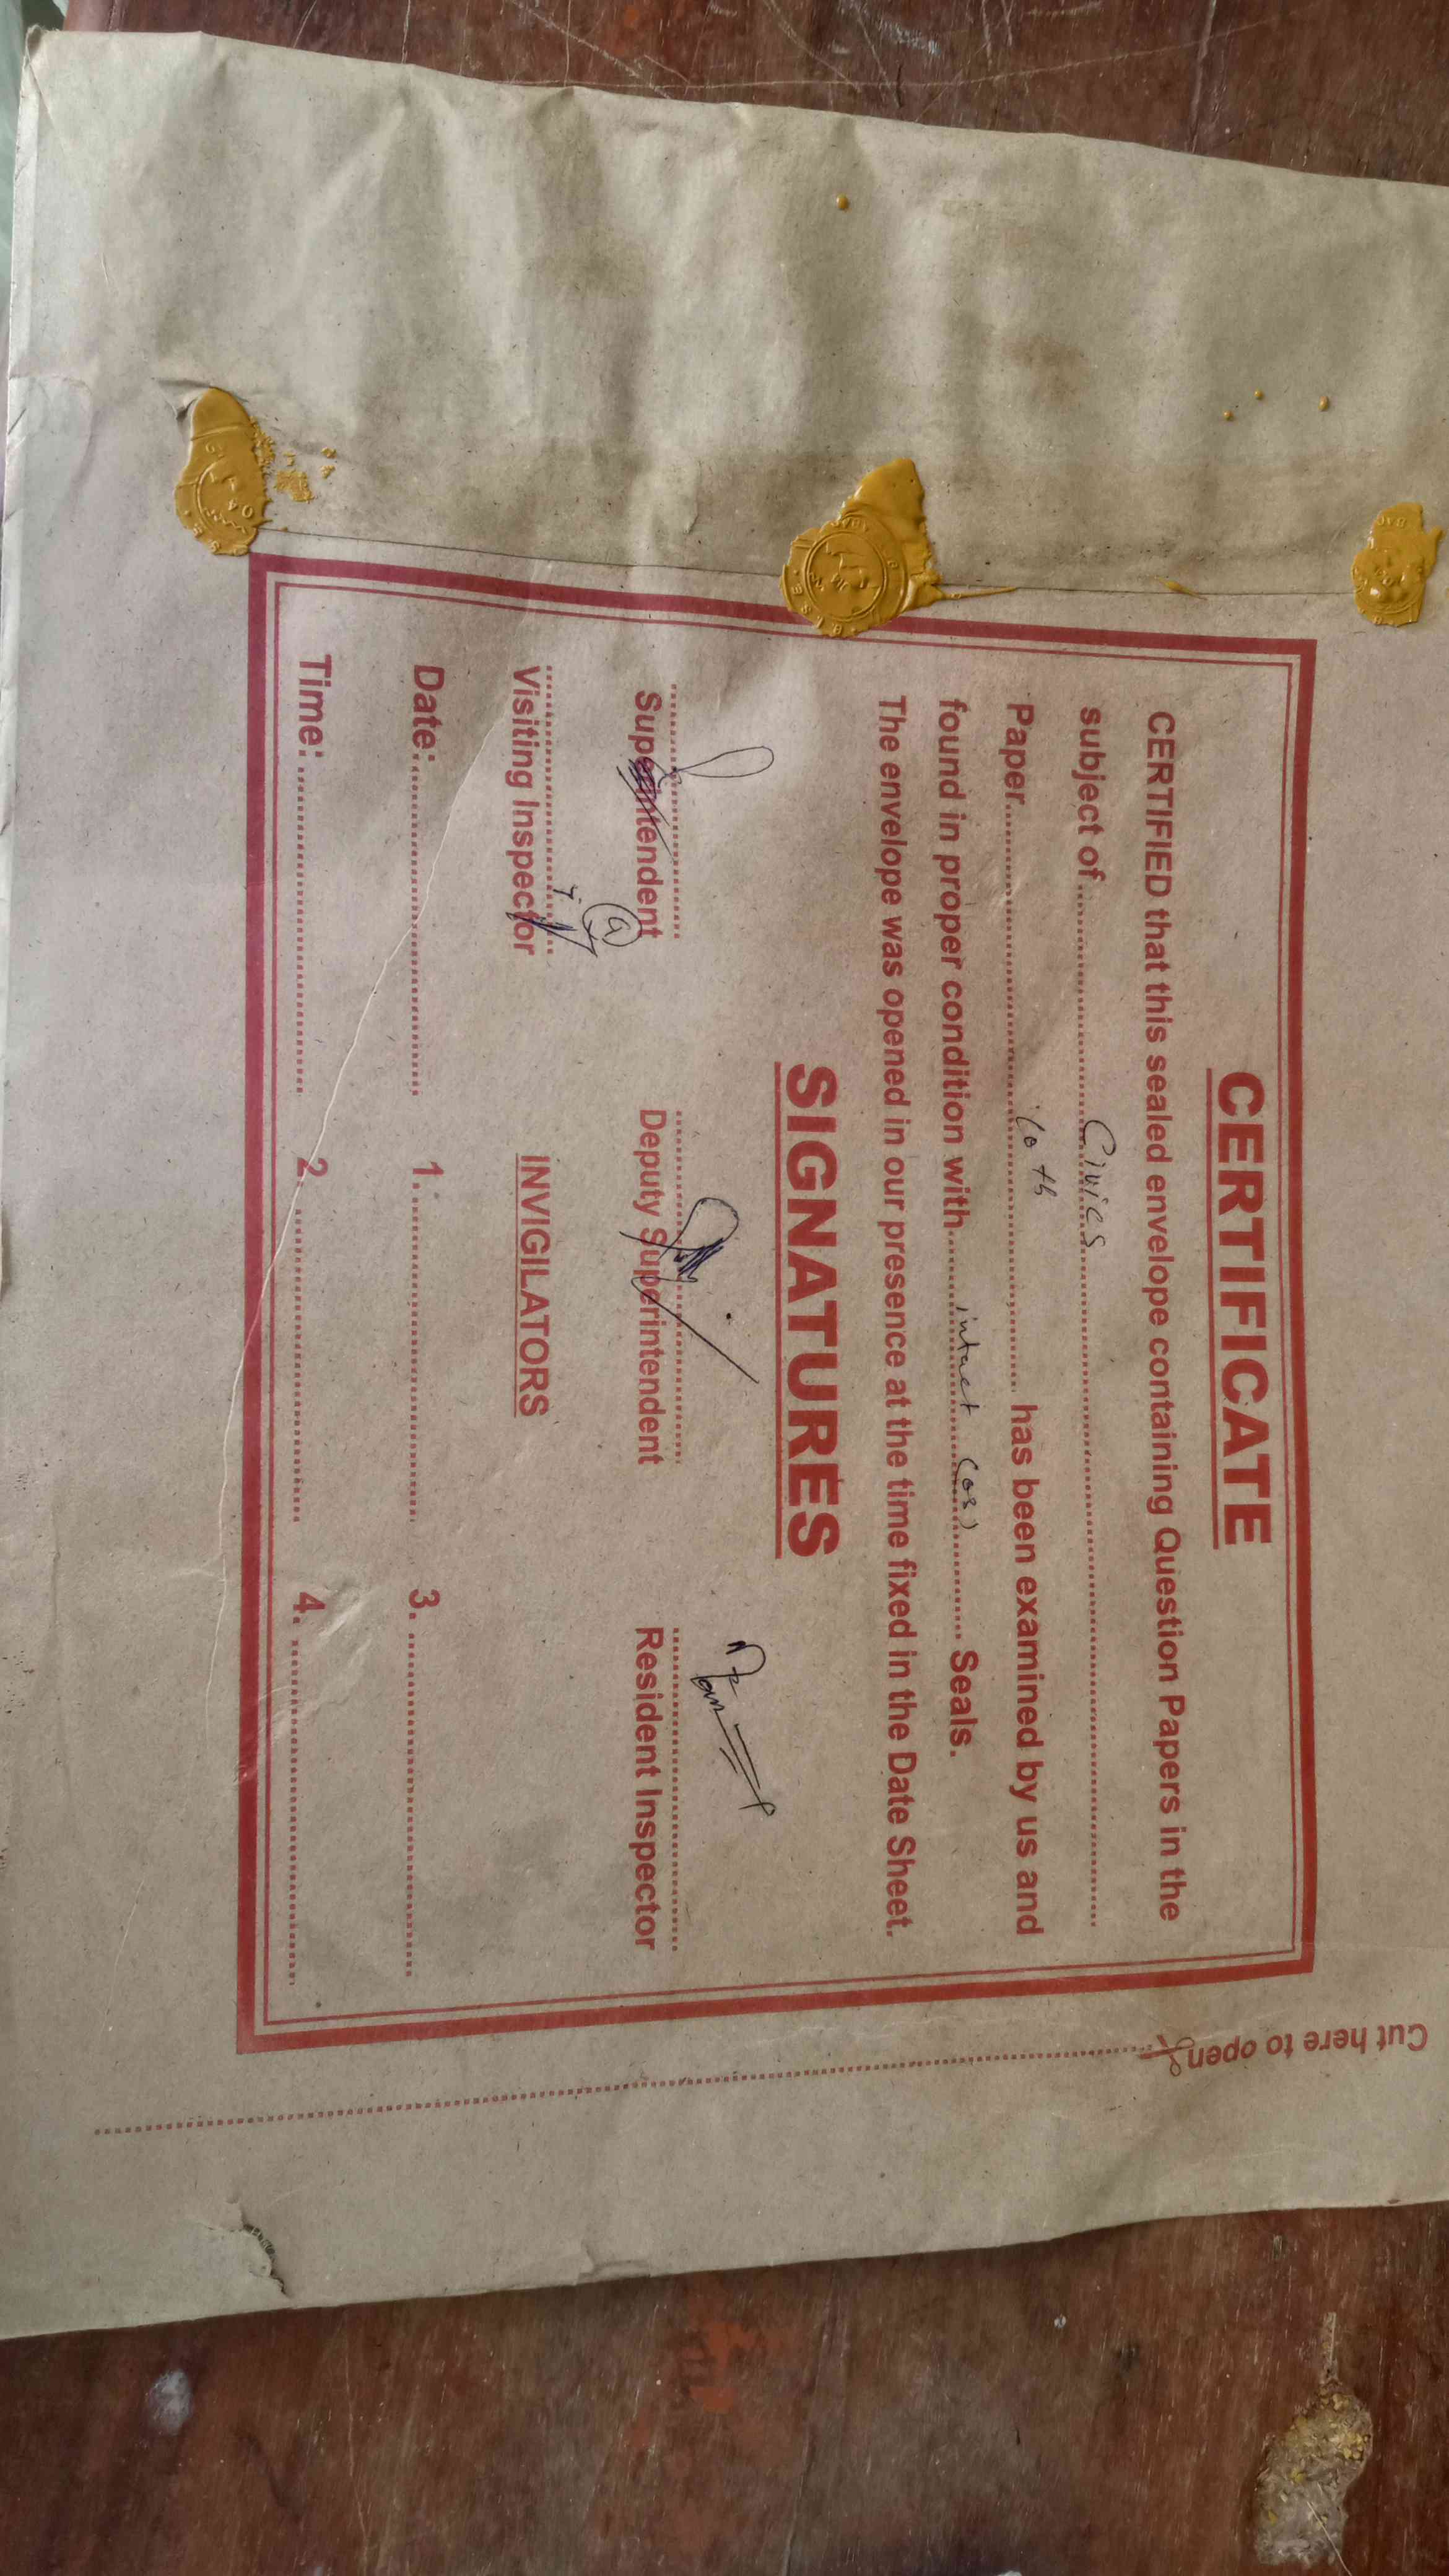 CERTIFICATE
CERTIFIED that this sealed envelope containing Question Papers in the
subject of Civics
Paper 10th has been examined by us and
found in proper condition with intact (03) Seals.
The envelope was opened in our presence at the time fixed in the Date Sheet.
SIGNATURES
Superintendent Deputy Superintendent Resident Inspector
Visiting Inspector INVIGILATORS
Date: 1. 3.
Time: 2. 4.
Cut here to open